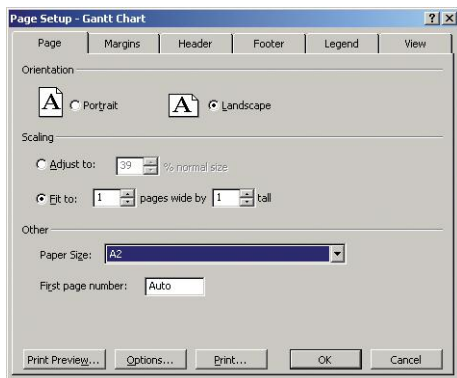 Page Setup - Gantt Chart
Page Margins Header Footer Legend View
Orientation
A Portrait A Landscape
Scaling
Adjust to: 39 % normal size
Fit to: 1 pages wide by 1 tall
Other
Paper Size: A2
First page number: Auto
Print Preview... Options... Print... OK Cancel